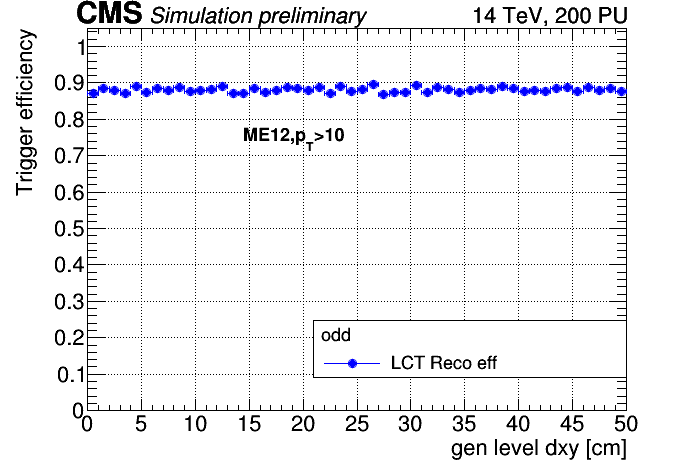 CMS Simulation preliminary 14 TeV, 200 PU
Trigger efficiency
1
0.9
0.8
0.7
0.6
0.5
0.4
0.3
0.2
0.1
0
ME12,pT>10
odd
LCT Reco eff
0 5 10 15 20 25 30 35 40 45 50
gen level dxy [cm]